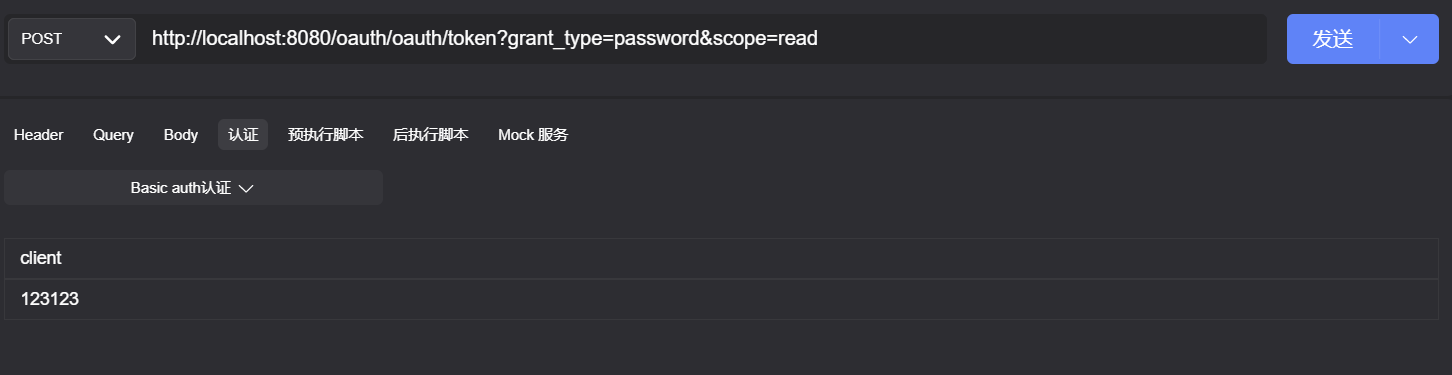 POST http://localhost:8080/oauth/oauth/token?grant_type=password&scope=read 发送
Header Query Body 认证 预执行脚本 后执行脚本 Mock 服务
Basic auth认证
client
123123